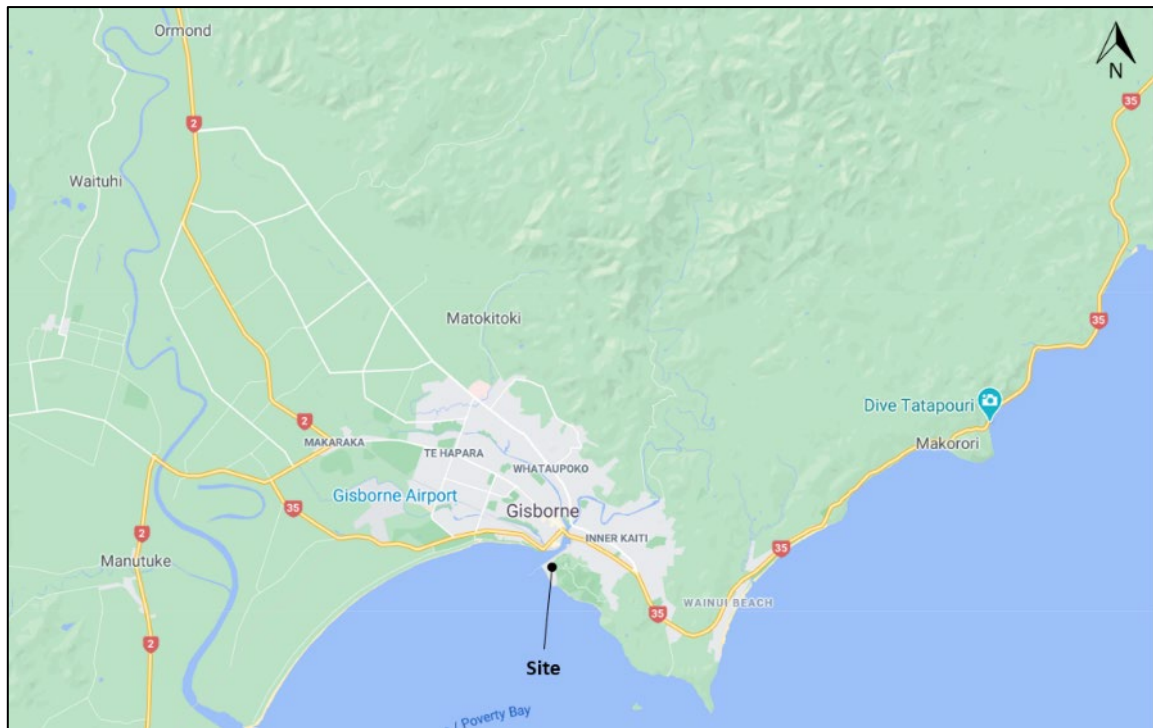 Ormond
N
35
2
Waituhi
35
Matokitoki
Dive Tatapouri
2
MAKARAKA
Makorori
TE HAPARA
WHATAUPOKO
Gisborne Airport
35
Gisborne
2
INNER KAITI
35
Manutuke
WAINUI BEACH
35
2
Site
/ Poverty Bay